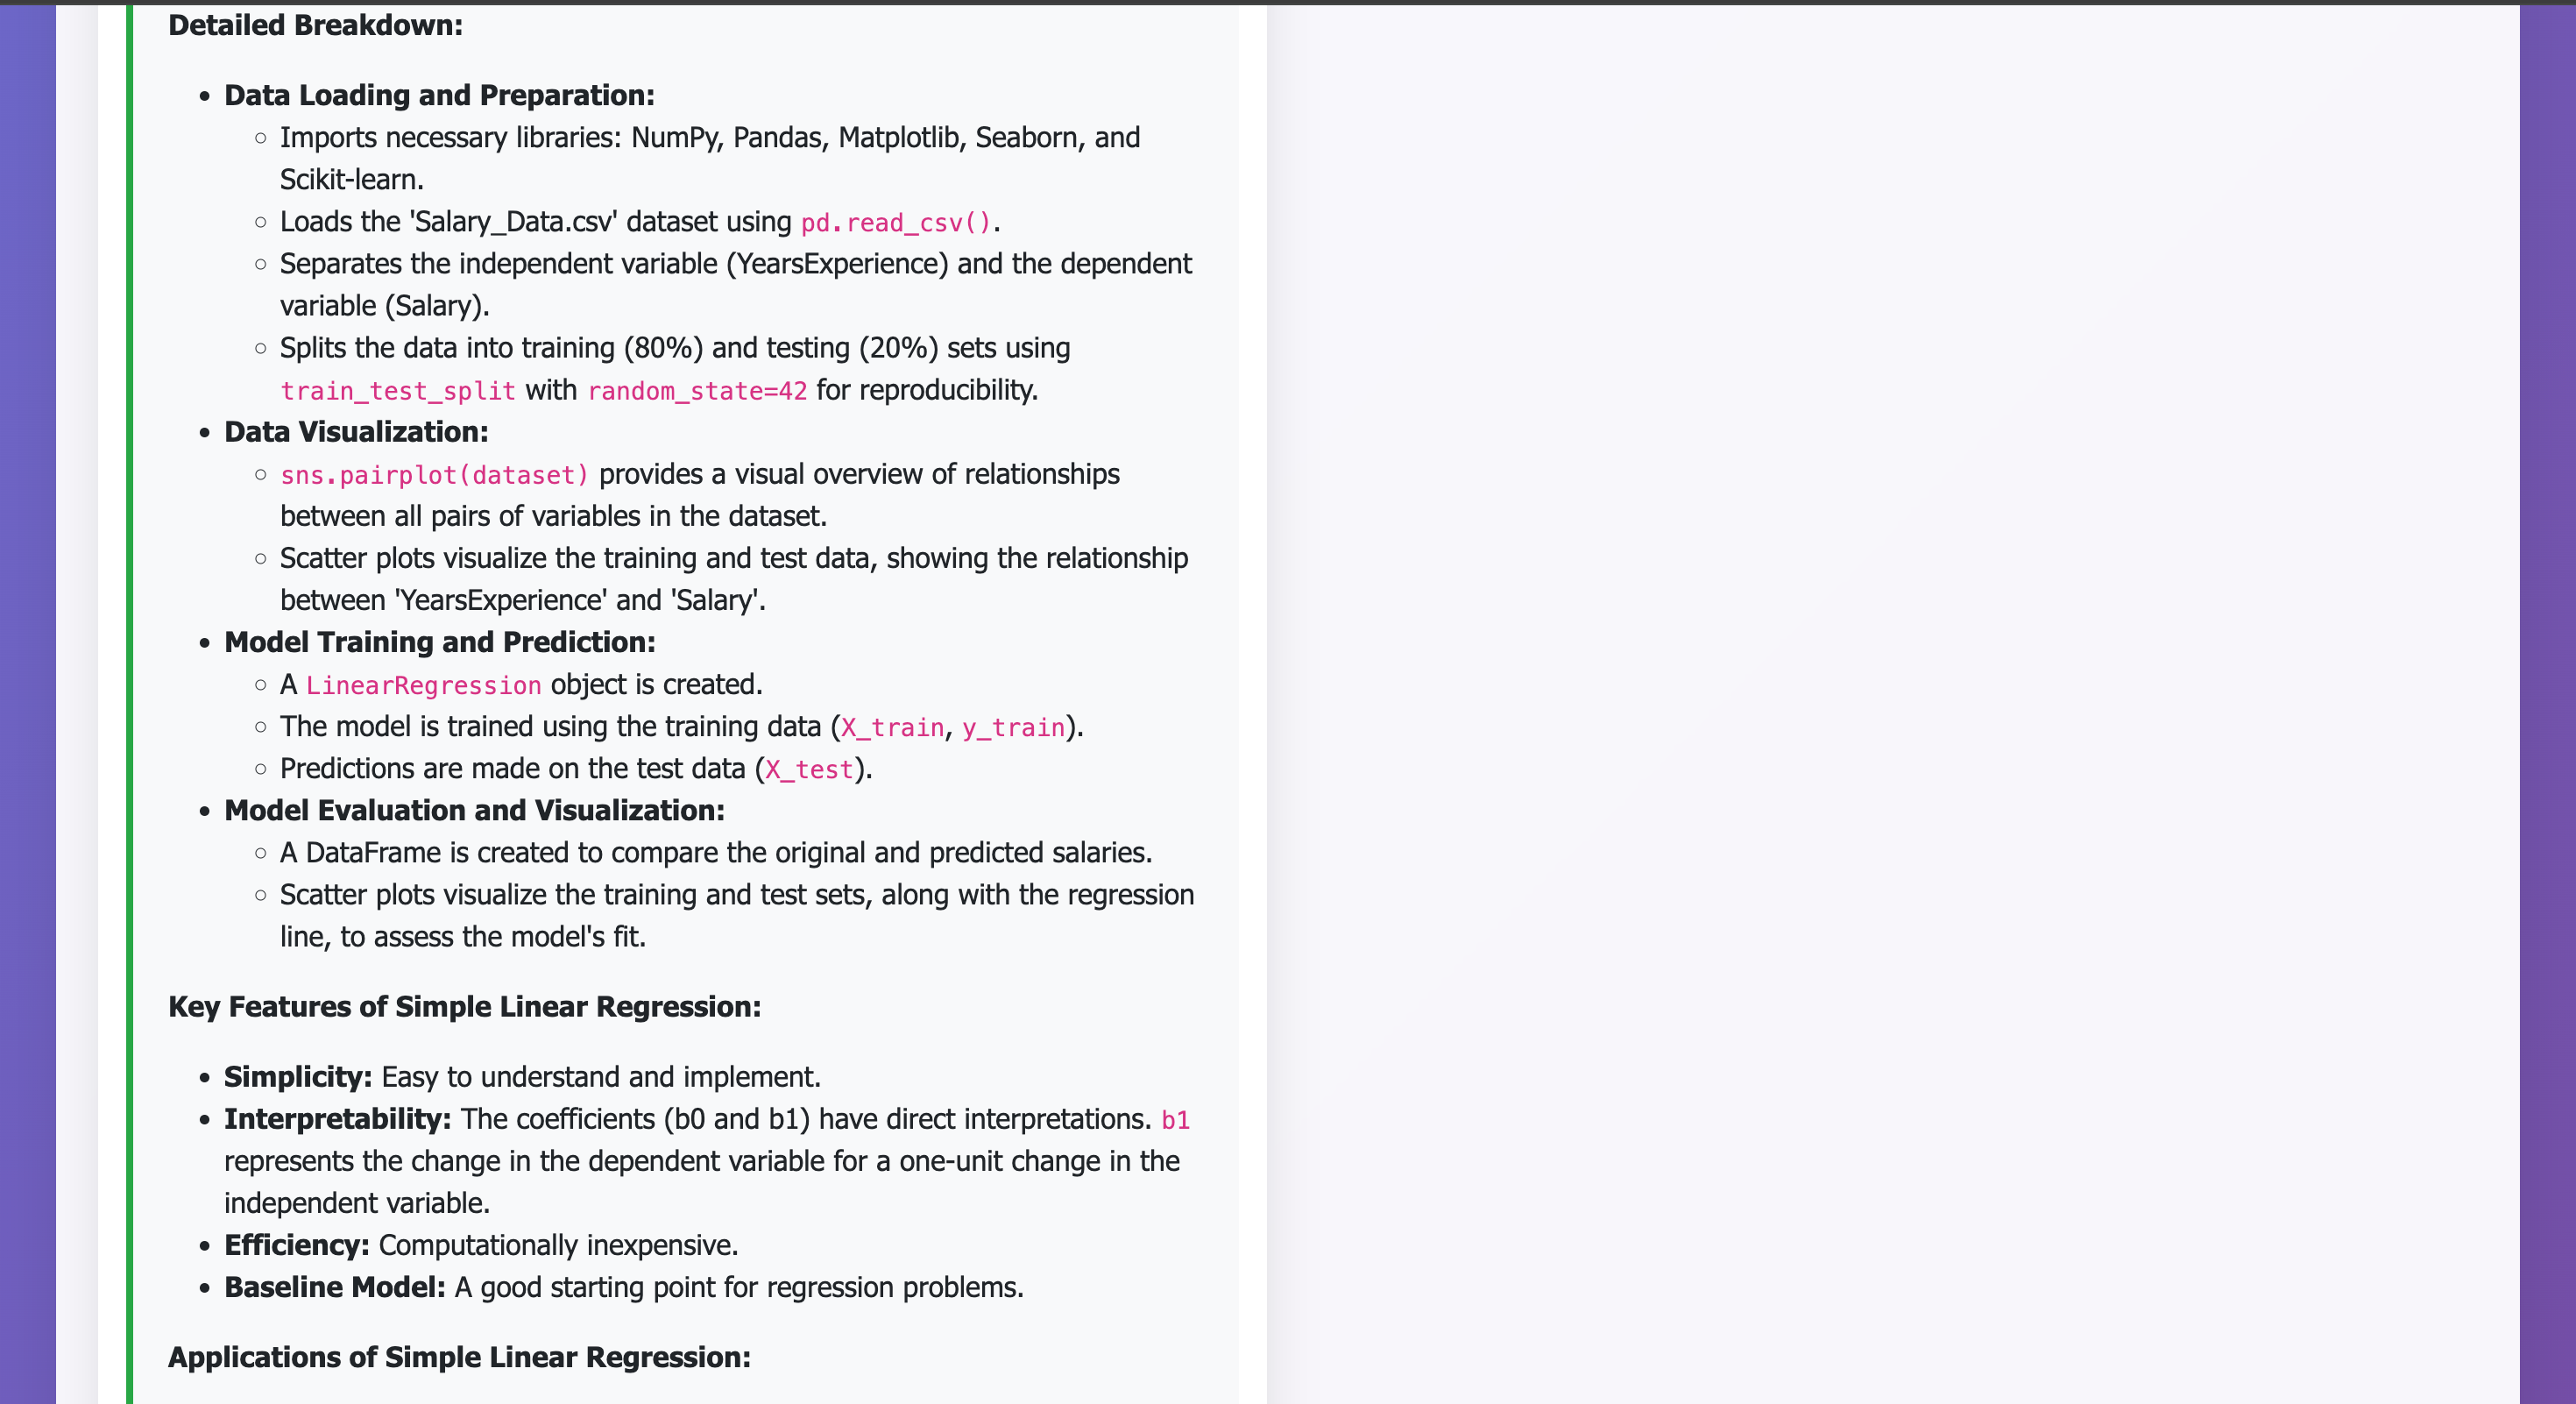 Detailed Breakdown:
• Data Loading and Preparation:
◦ Imports necessary libraries: NumPy, Pandas, Matplotlib, Seaborn, and
Scikit-learn.
◦ Loads the 'Salary_Data.csv' dataset using pd.read_csv().
◦ Separates the independent variable (YearsExperience) and the dependent
variable (Salary).
◦ Splits the data into training (80%) and testing (20%) sets using
train_test_split with random_state=42 for reproducibility.
• Data Visualization:
◦ sns.pairplot(dataset) provides a visual overview of relationships
between all pairs of variables in the dataset.
◦ Scatter plots visualize the training and test data, showing the relationship
between 'YearsExperience' and 'Salary'.
• Model Training and Prediction:
◦ A LinearRegression object is created.
◦ The model is trained using the training data (X_train, y_train).
◦ Predictions are made on the test data (X_test).
• Model Evaluation and Visualization:
◦ A DataFrame is created to compare the original and predicted salaries.
◦ Scatter plots visualize the training and test sets, along with the regression
line, to assess the model's fit.
Key Features of Simple Linear Regression:
• Simplicity: Easy to understand and implement.
• Interpretability: The coefficients (b0 and b1) have direct interpretations. b1
represents the change in the dependent variable for a one-unit change in the
independent variable.
• Efficiency: Computationally inexpensive.
• Baseline Model: A good starting point for regression problems.
Applications of Simple Linear Regression: